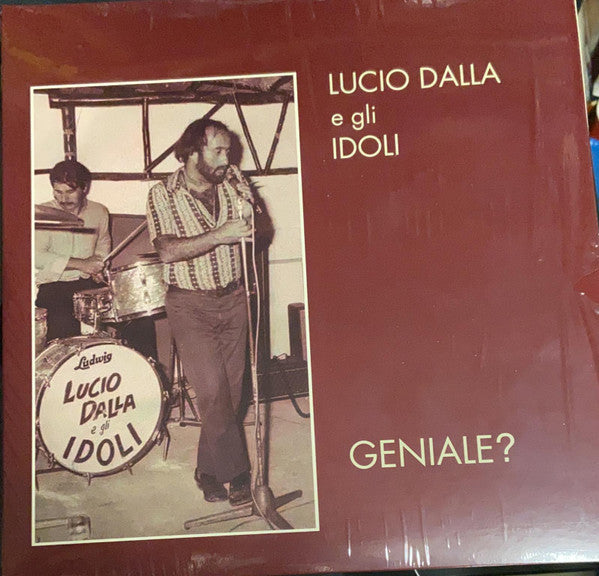 LUCIO DALLA
e gli
IDOLI
Ludwig
LUCIO
DALLA
e gli
IDOLI
GENIALE?